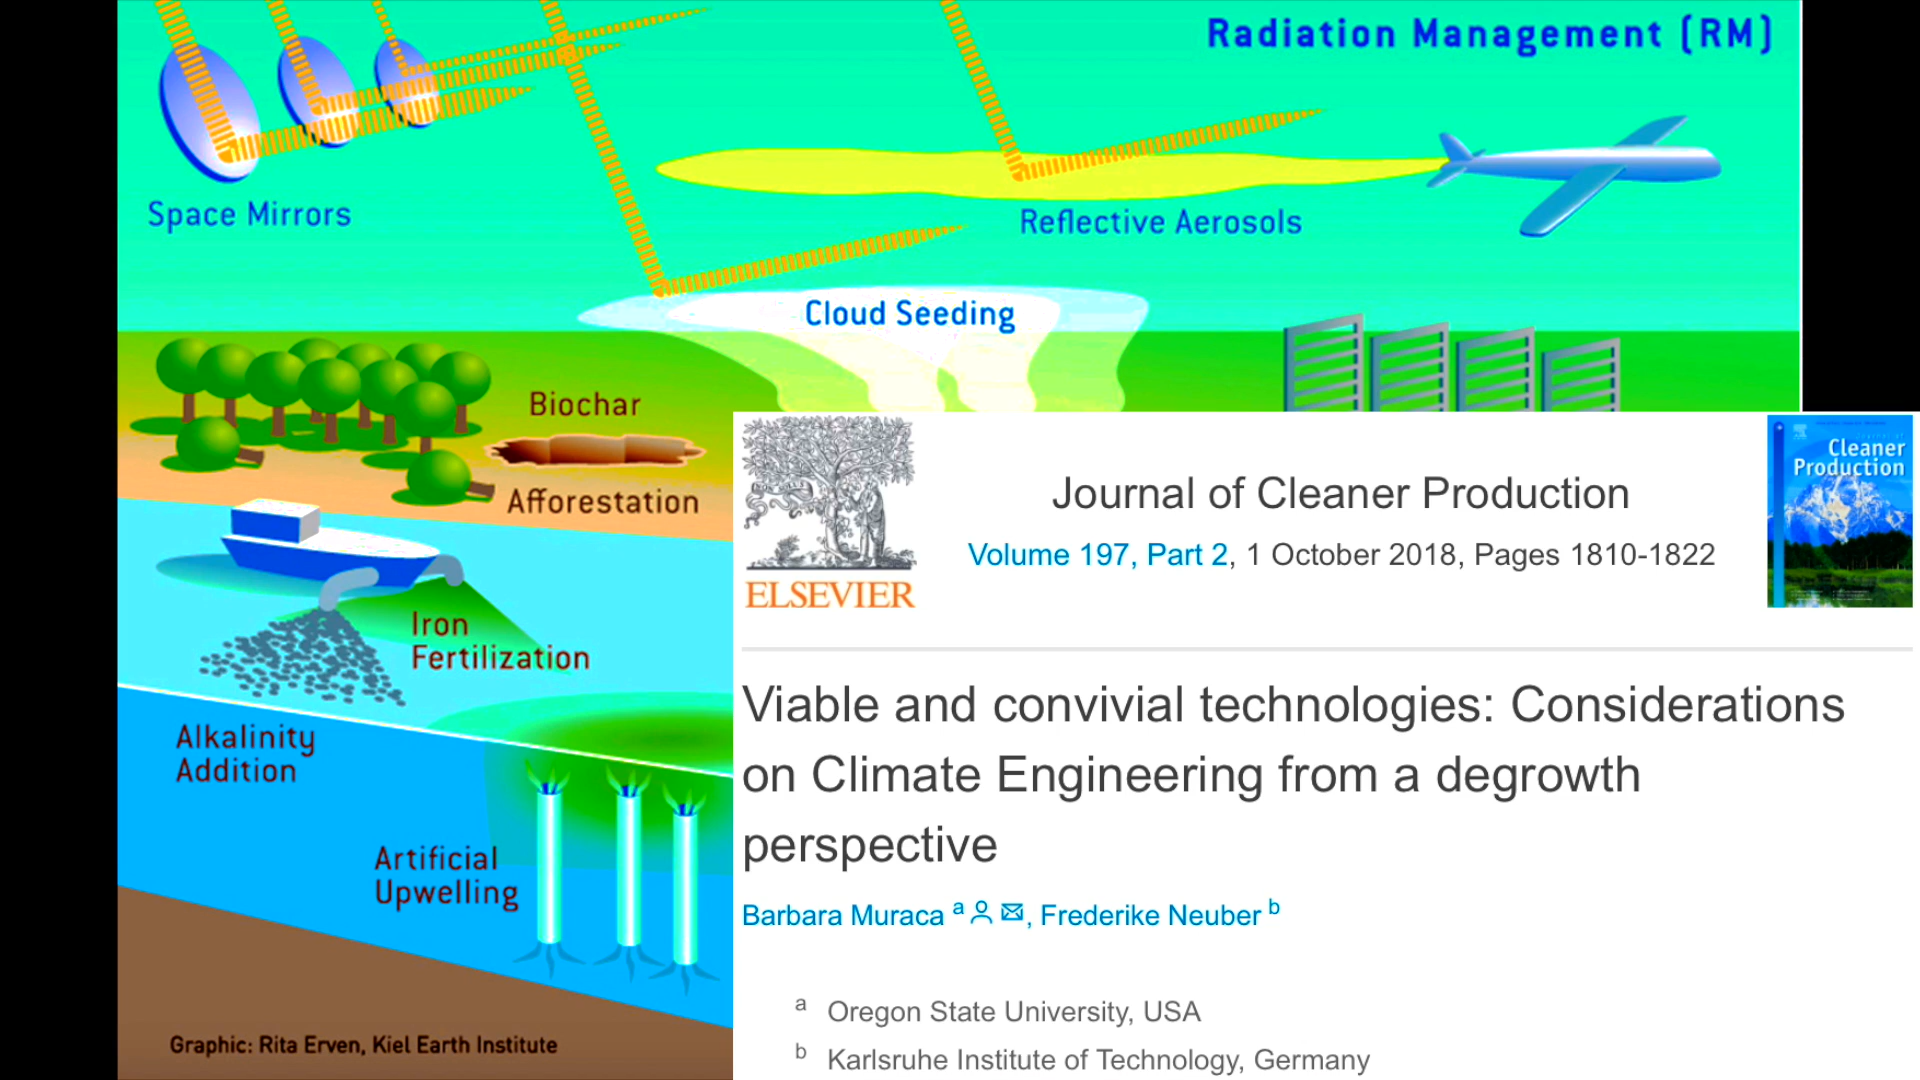 Radiation Management (RM)
Space Mirrors
Reflective Aerosols
Cloud Seeding
Biochar
Afforestation
Iron
Fertilization
Alkalinity
Addition
Artificial
Upwelling
Graphic: Rita Erven, Kiel Earth Institute
ELSEVIER
Journal of Cleaner Production
Volume 197, Part 2, 1 October 2018, Pages 1810-1822
Cleaner
Production
Viable and convivial technologies: Considerations
on Climate Engineering from a degrowth
perspective
Barbara Muraca a, Frederike Neuber b
a Oregon State University, USA
b Karlsruhe Institute of Technology, Germany